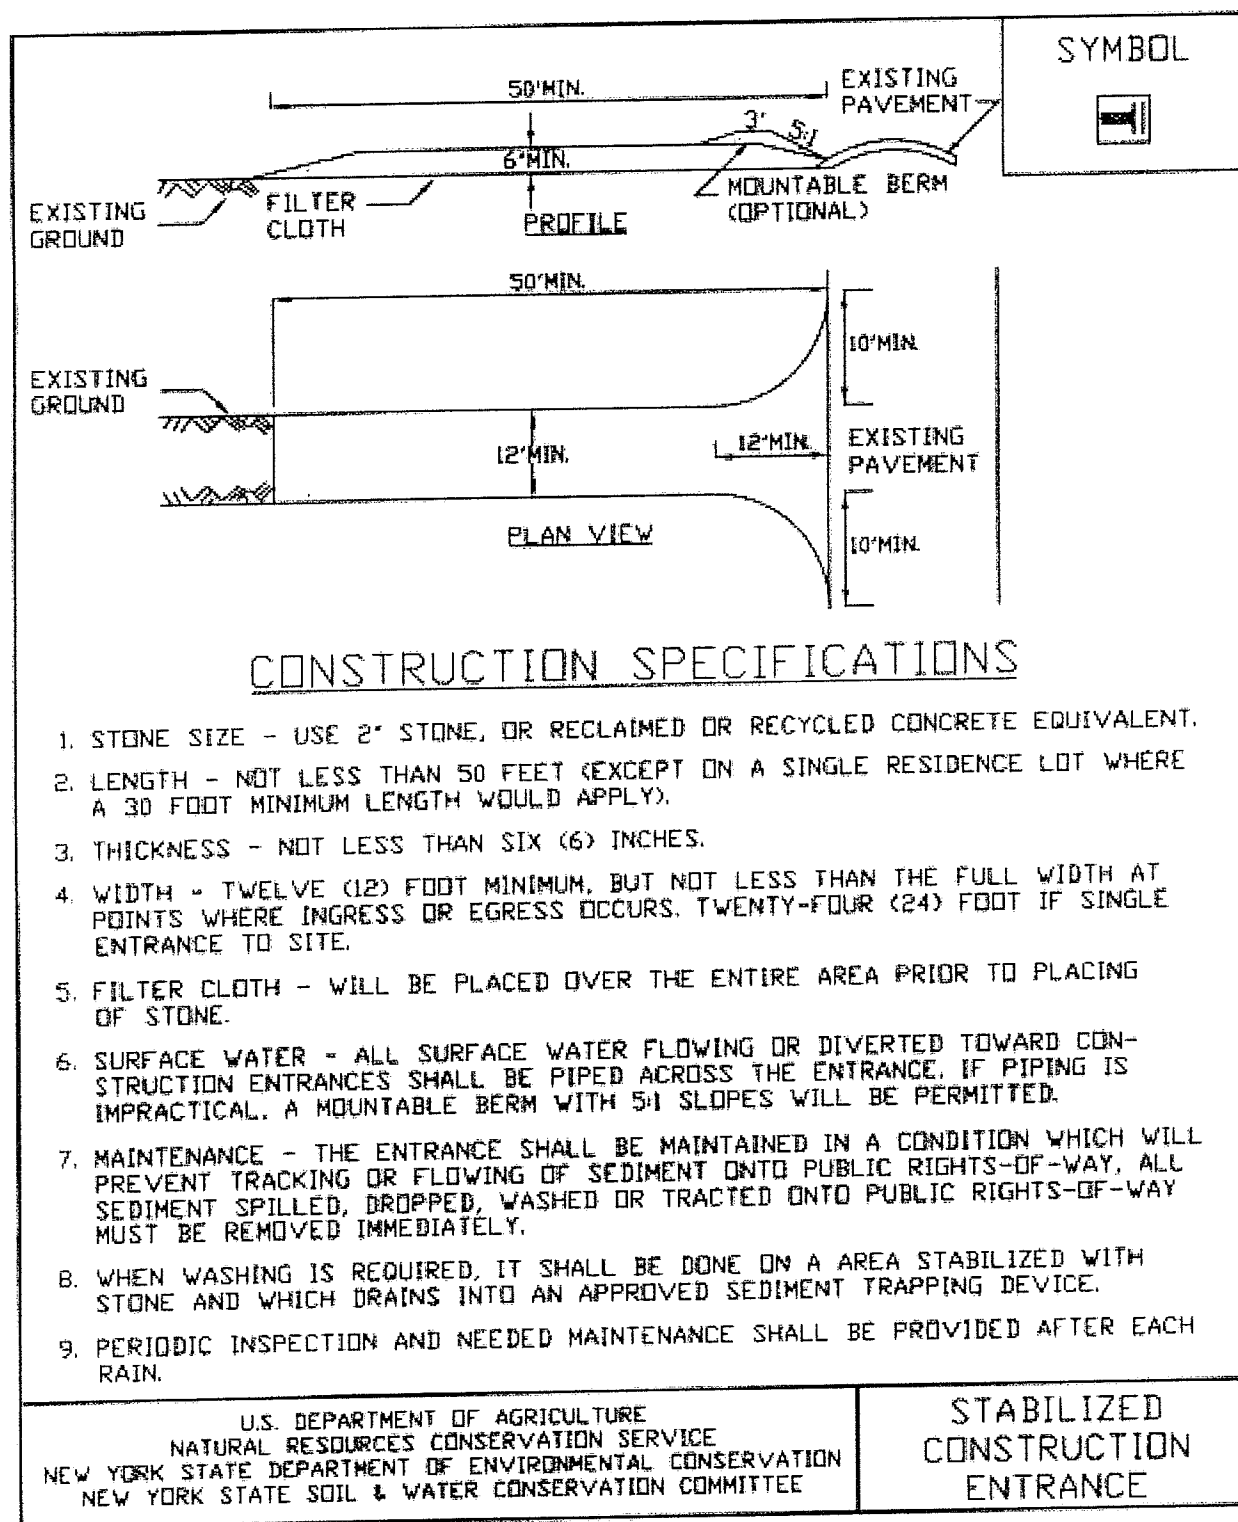 SYMBOL
50'MIN.
EXISTING
PAVEMENT
3'
5:1
6"MIN.
MOUNTABLE BERM
(OPTIONAL)
EXISTING
GROUND
FILTER
CLOTH
PROFILE
50'MIN.
10'MIN.
EXISTING
GROUND
12'MIN.
12'MIN.
EXISTING
PAVEMENT
PLAN VIEW
10'MIN.
CONSTRUCTION SPECIFICATIONS
1. STONE SIZE - USE 2" STONE, OR RECLAIMED OR RECYCLED CONCRETE EQUIVALENT.
2. LENGTH - NOT LESS THAN 50 FEET (EXCEPT ON A SINGLE RESIDENCE LOT WHERE
A 30 FOOT MINIMUM LENGTH WOULD APPLY).
3. THICKNESS - NOT LESS THAN SIX (6) INCHES.
4. WIDTH - TWELVE (12) FOOT MINIMUM, BUT NOT LESS THAN THE FULL WIDTH AT
POINTS WHERE INGRESS OR EGRESS OCCURS. TWENTY-FOUR (24) FOOT IF SINGLE
ENTRANCE TO SITE.
5. FILTER CLOTH - WILL BE PLACED OVER THE ENTIRE AREA PRIOR TO PLACING
OF STONE.
6. SURFACE WATER - ALL SURFACE WATER FLOWING OR DIVERTED TOWARD CON-
STRUCTION ENTRANCES SHALL BE PIPED ACROSS THE ENTRANCE. IF PIPING IS
IMPRACTICAL, A MOUNTABLE BERM WITH 5:1 SLOPES WILL BE PERMITTED.
7. MAINTENANCE - THE ENTRANCE SHALL BE MAINTAINED IN A CONDITION WHICH WILL
PREVENT TRACKING OR FLOWING OF SEDIMENT ONTO PUBLIC RIGHTS-OF-WAY, ALL
SEDIMENT SPILLED, DROPPED, WASHED OR TRACTED ONTO PUBLIC RIGHTS-OF-WAY
MUST BE REMOVED IMMEDIATELY.
8. WHEN WASHING IS REQUIRED, IT SHALL BE DONE ON A AREA STABILIZED WITH
STONE AND WHICH DRAINS INTO AN APPROVED SEDIMENT TRAPPING DEVICE.
9. PERIODIC INSPECTION AND NEEDED MAINTENANCE SHALL BE PROVIDED AFTER EACH
RAIN.
U.S. DEPARTMENT OF AGRICULTURE
NATURAL RESOURCES CONSERVATION SERVICE
NEW YORK STATE DEPARTMENT OF ENVIRONMENTAL CONSERVATION
NEW YORK STATE SOIL & WATER CONSERVATION COMMITTEE
STABILIZED
CONSTRUCTION
ENTRANCE